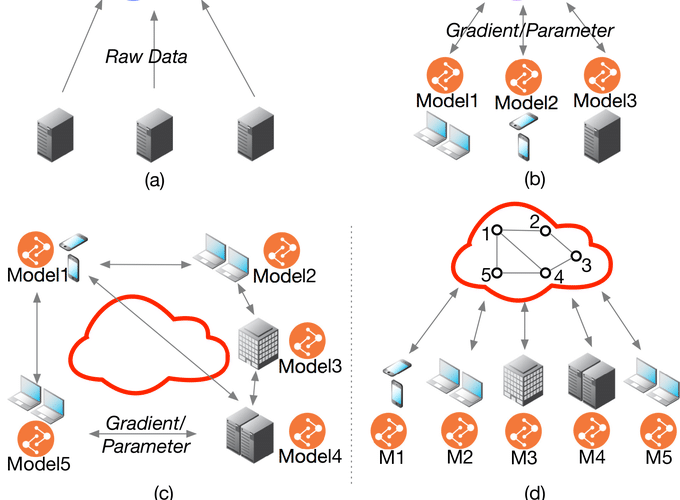 Raw Data
(a)
Gradient/Parameter
Model1
Model2
Model3
(b)
Model1
Model2
Model3
Model4
Model5
Gradient/
Parameter
(c)
1
2
3
4
5
M1
M2
M3
M4
M5
(d)